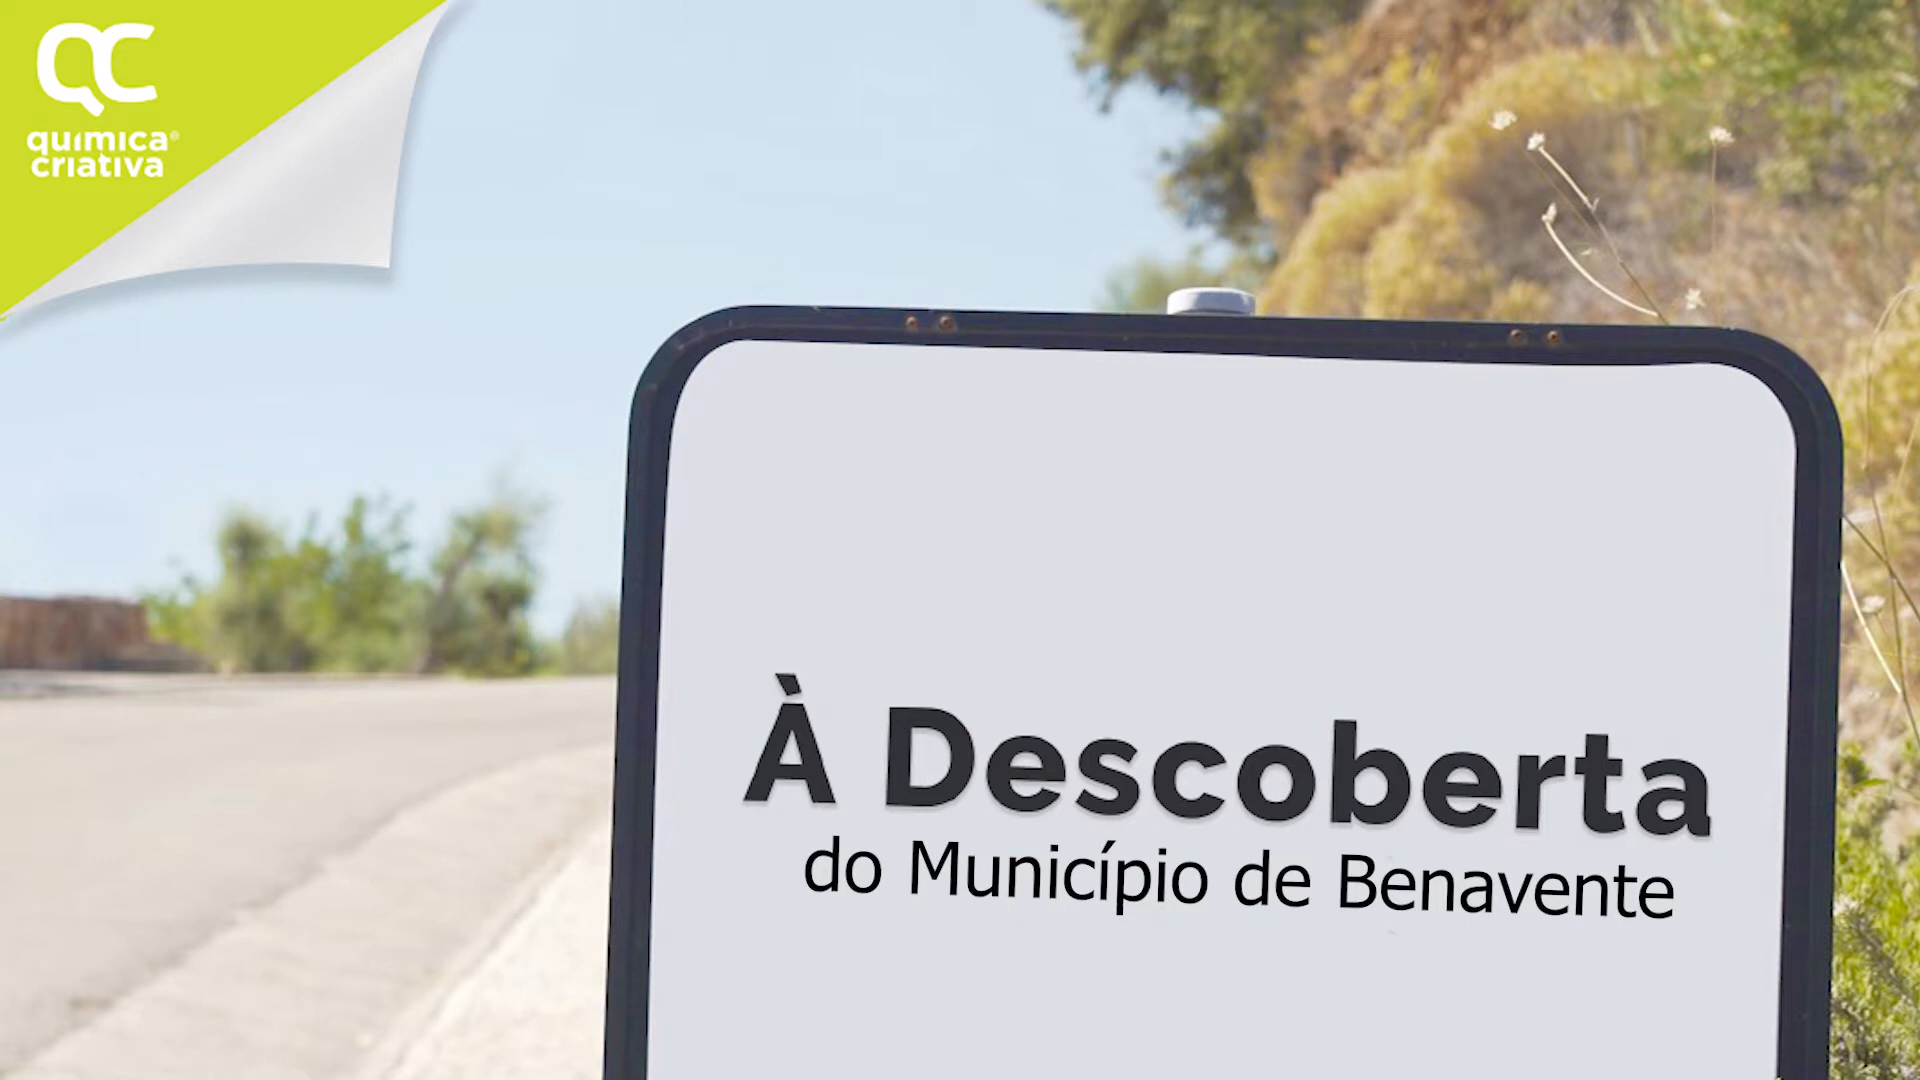 QC
química®
criativa
À Descoberta
do Município de Benavente